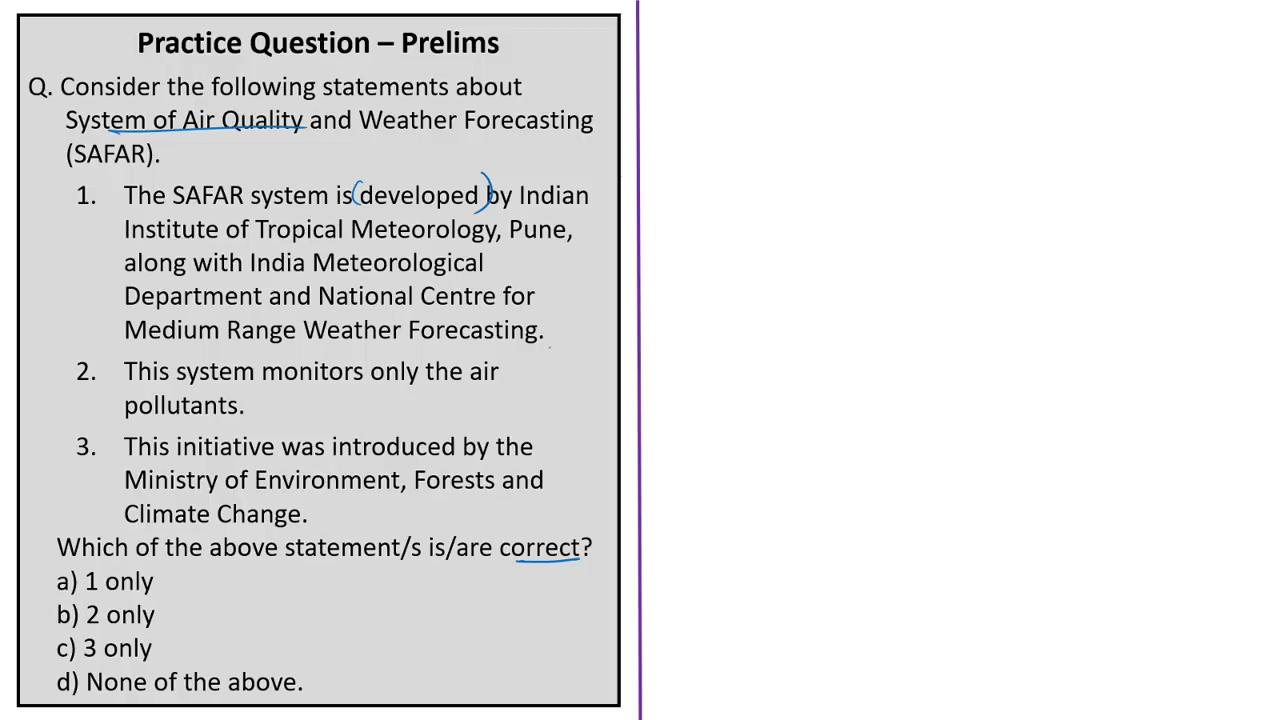 Practice Question – Prelims
Q. Consider the following statements about
System of Air Quality and Weather Forecasting
(SAFAR).
1. The SAFAR system is developed by Indian
Institute of Tropical Meteorology, Pune,
along with India Meteorological
Department and National Centre for
Medium Range Weather Forecasting.
2. This system monitors only the air
pollutants.
3. This initiative was introduced by the
Ministry of Environment, Forests and
Climate Change.
Which of the above statement/s is/are correct?
a) 1 only
b) 2 only
c) 3 only
d) None of the above.